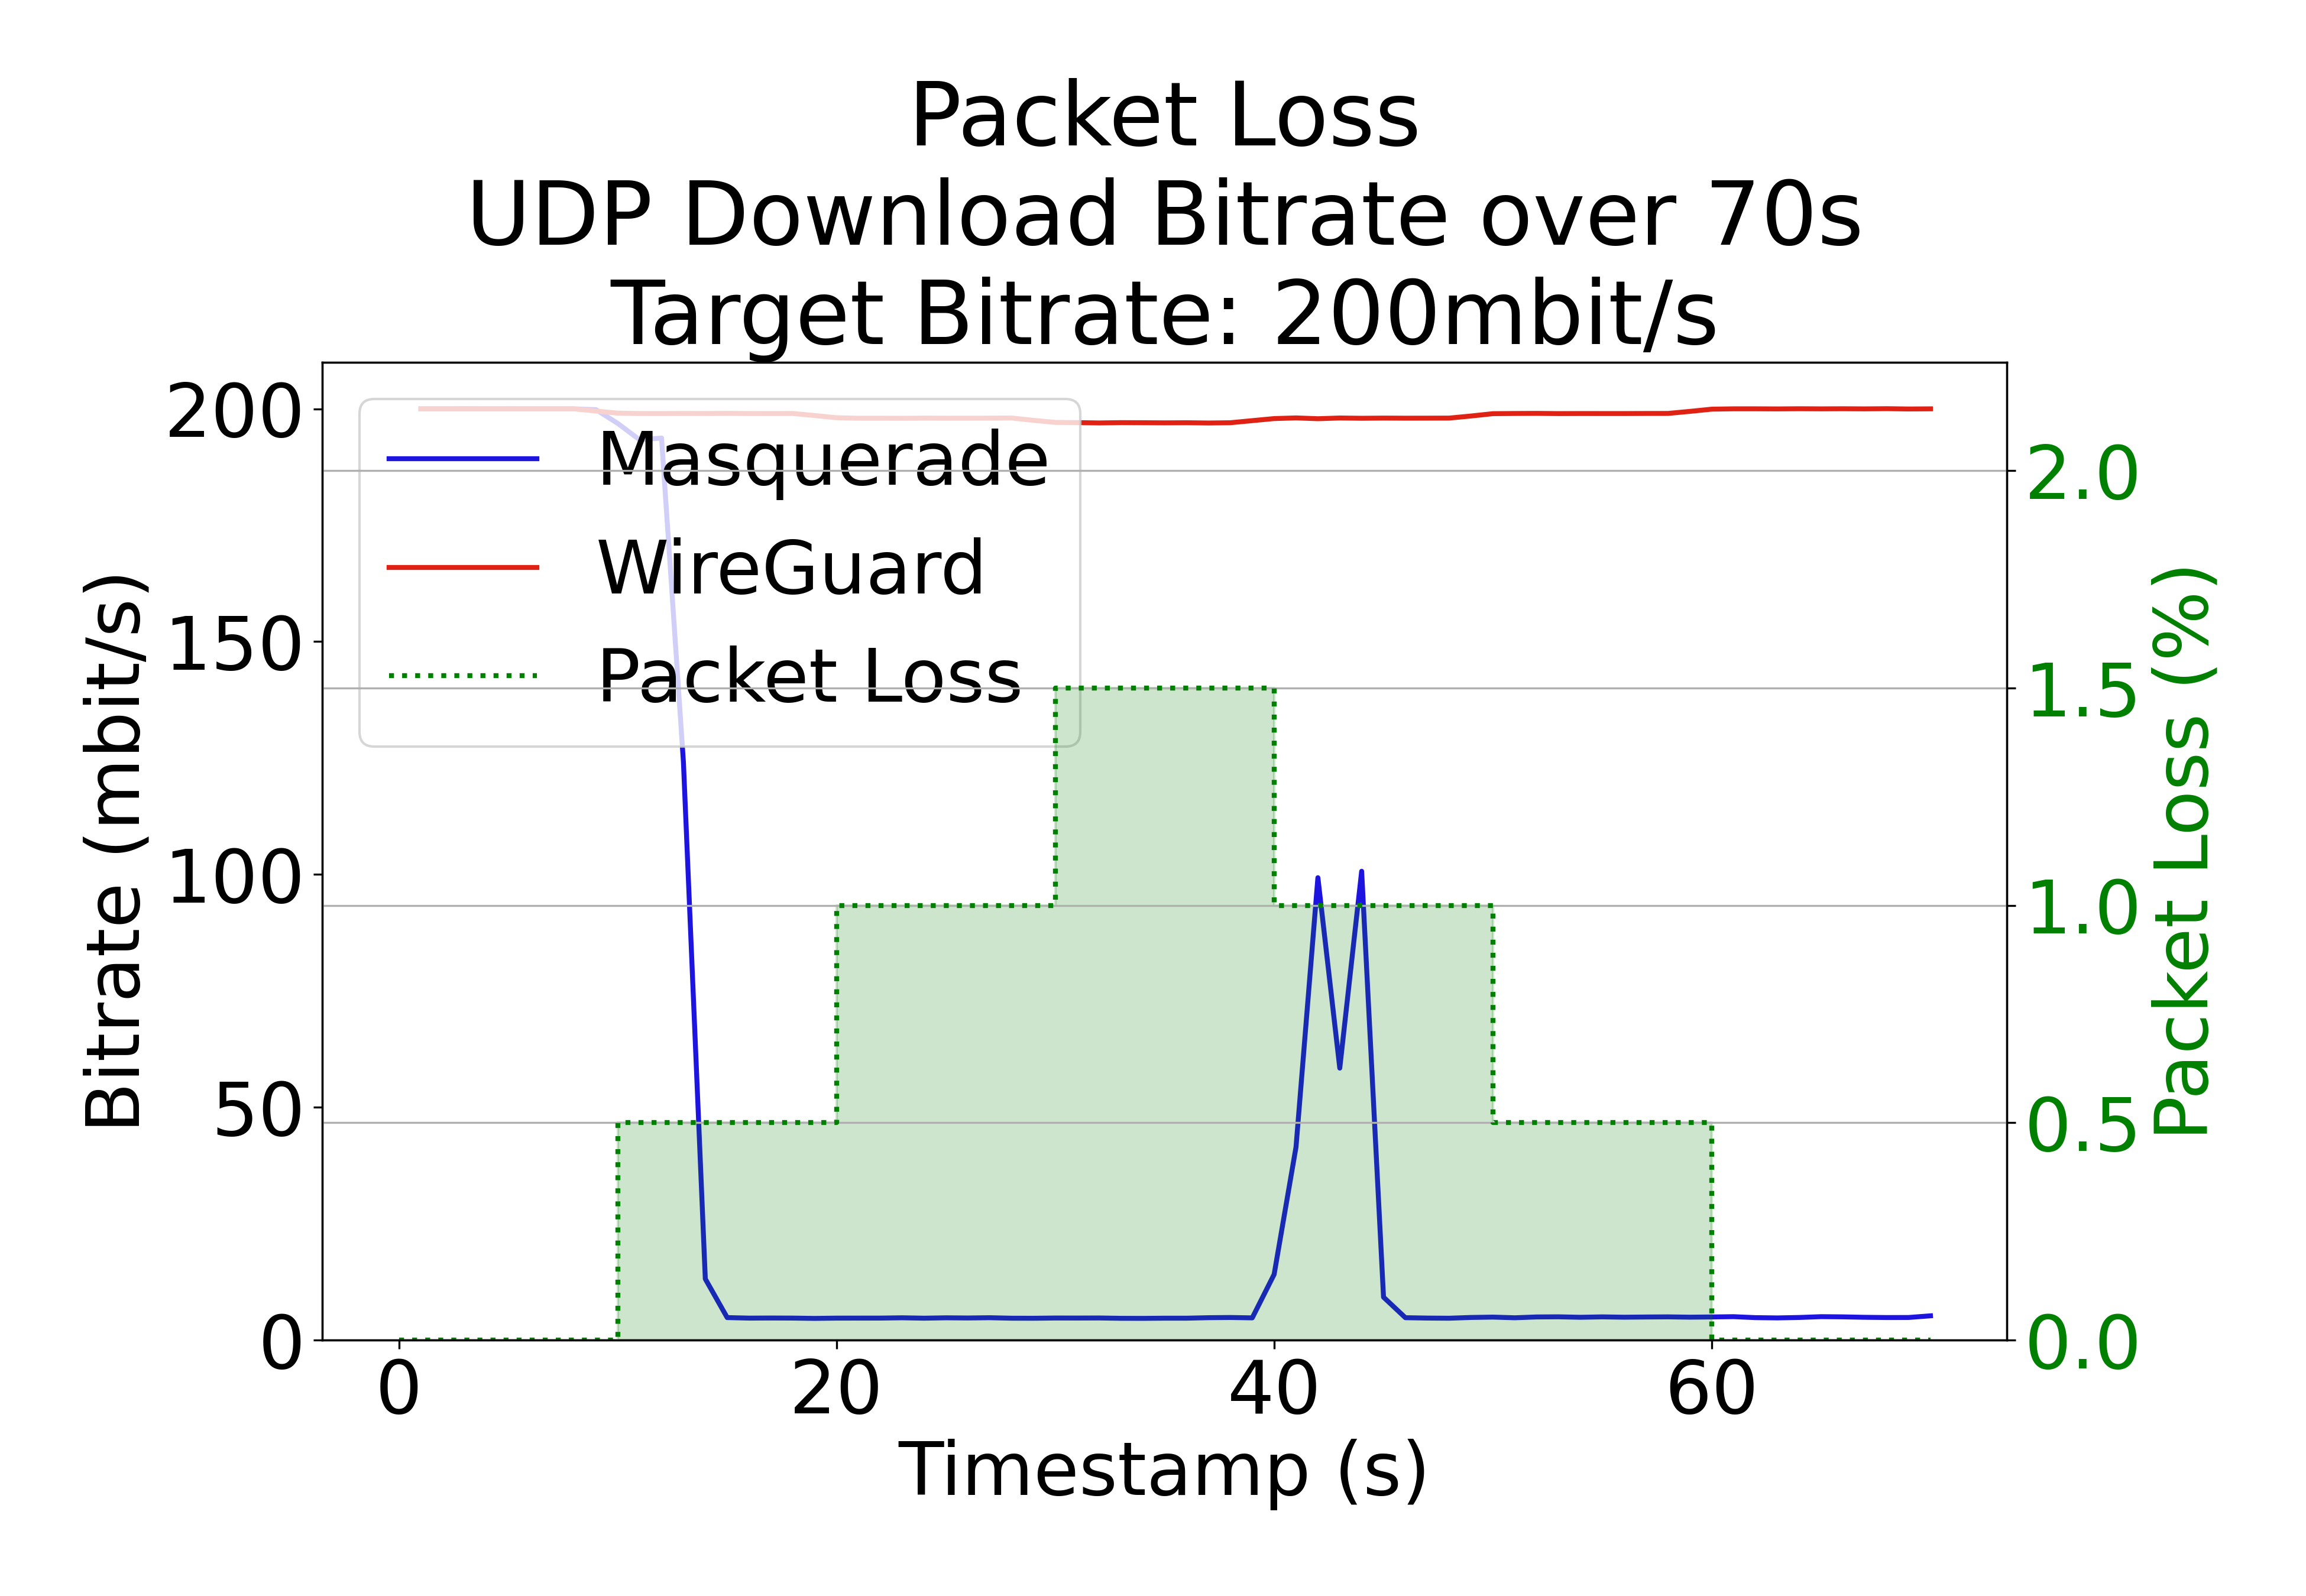 Packet Loss
UDP Download Bitrate over 70s
Target Bitrate: 200mbit/s
Bitrate (mbit/s)
200
150
100
50
0
Masquerade
WireGuard
Packet Loss
2.0
1.5
1.0
0.5
0.0
Packet Loss (%)
0 20 40 60
Timestamp (s)